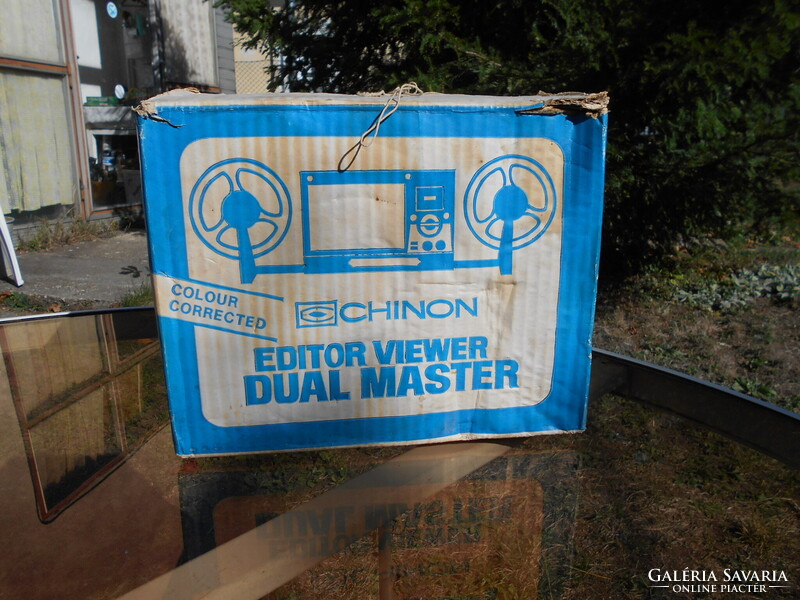 COLOUR
CORRECTED
CHINON
EDITOR VIEWER
DUAL MASTER
GALÉRIA SAVARIA
ONLINE PIACTÉR